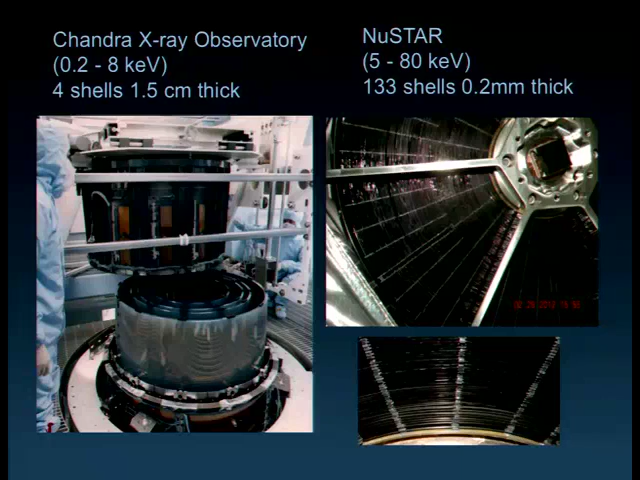 Chandra X-ray Observatory
(0.2 - 8 keV)
4 shells 1.5 cm thick
NuSTAR
(5 - 80 keV)
133 shells 0.2mm thick